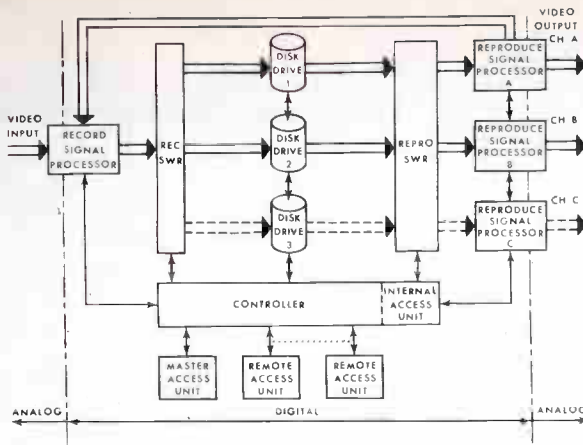 VIDEO
OUTPUT
CH A
REPRODUCE
SIGNAL
PROCESSOR
A
DISK
DRIVE
1
VIDEO
INPUT
RECORD
SIGNAL
PROCESSOR
REC
SWR
DISK
DRIVE
2
REPRO
SWR
CH B
REPRODUCE
SIGNAL
PROCESSOR
B
DISK
DRIVE
3
CH C
REPRODUCE
SIGNAL
PROCESSOR
C
CONTROLLER
INTERNAL
ACCESS
UNIT
MASTER
ACCESS
UNIT
REMOTE
ACCESS
UNIT
REMOTE
ACCESS
UNIT
ANALOG
DIGITAL
ANALOG